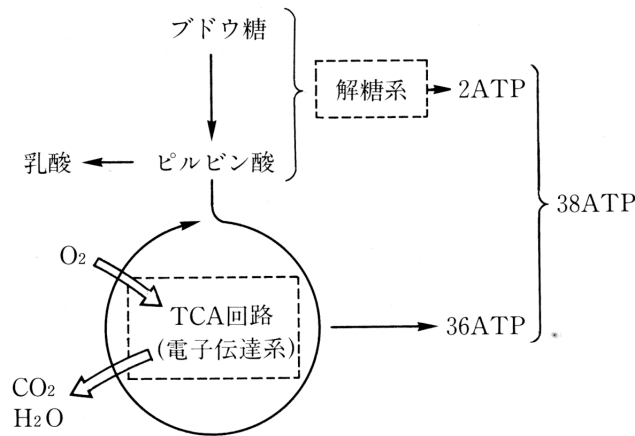 ブドウ糖
解糖系
2ATP
乳酸
ピルビン酸
38ATP
O2
TCA回路
(電子伝達系)
36ATP
CO2
H2O